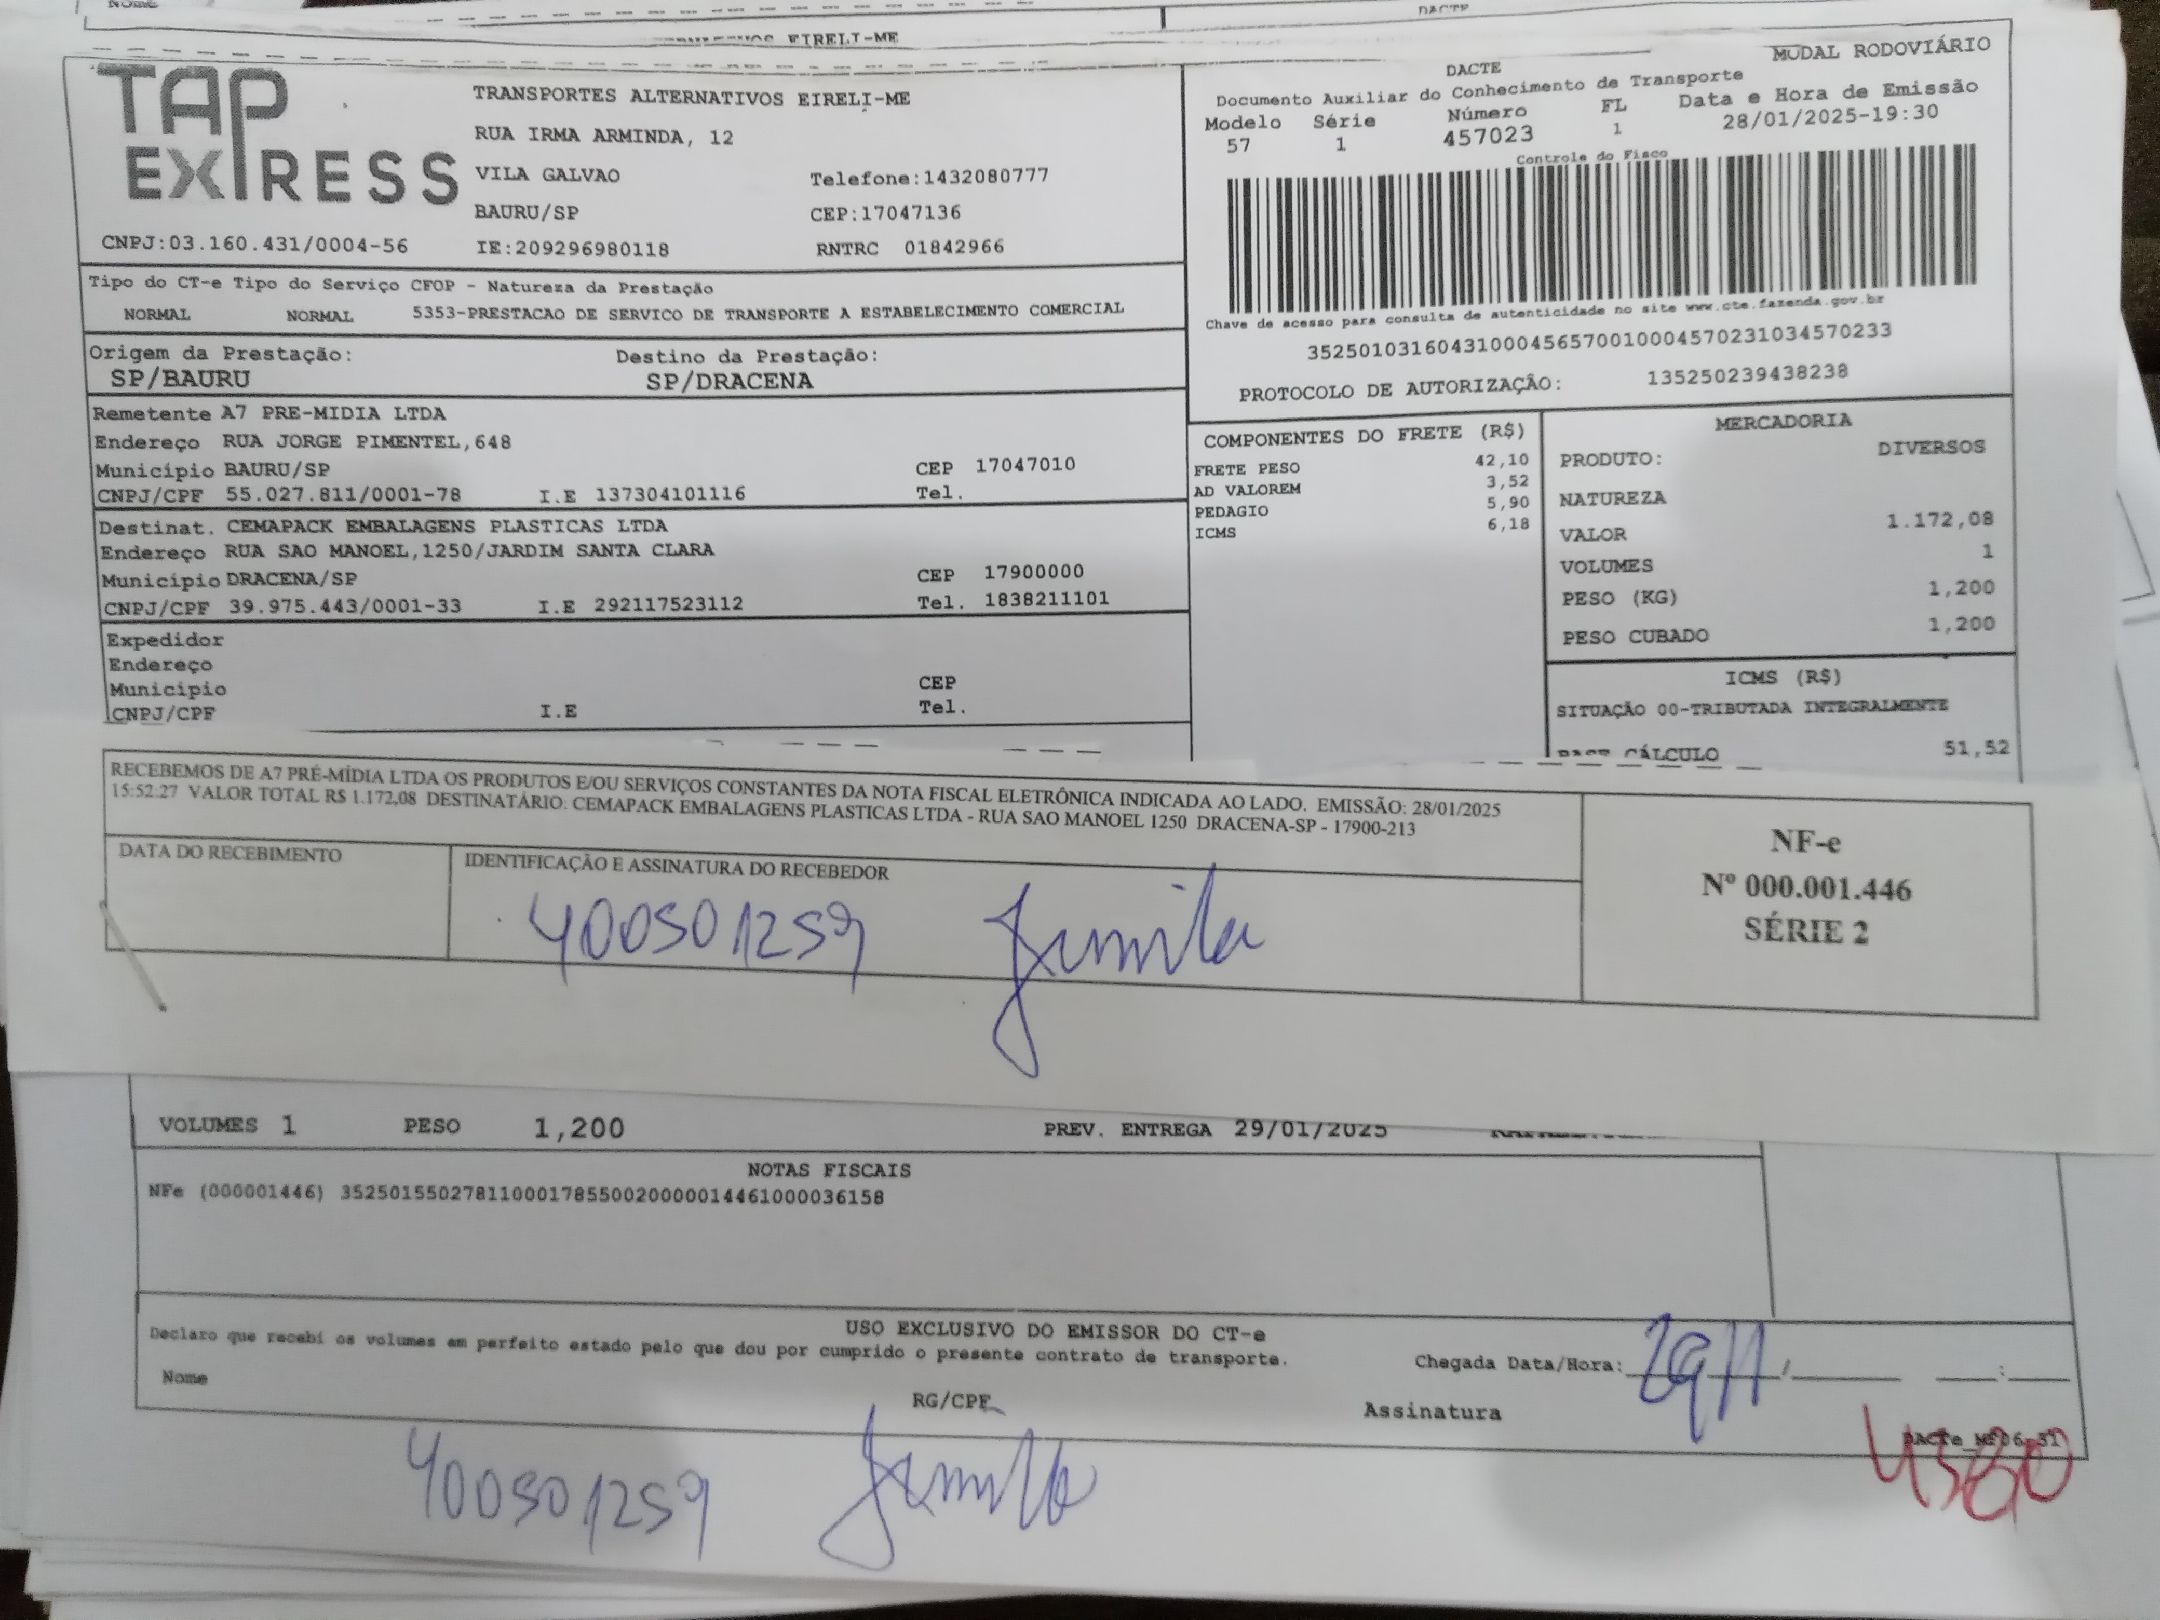 DACTE
EIRELI-ME
TAP EXPRESS
TRANSPORTES ALTERNATIVOS EIRELI-ME
RUA IRMA ARMINDA, 12
VILA GALVAO Telefone:1432080777
BAURU/SP CEP:17047136
CNPJ:03.160.431/0004-56 IE:209296980118 RNTRC 01842966
MODAL RODOVIÁRIO
DACTE
Documento Auxiliar do Conhecimento de Transporte
Modelo Série Número FL Data e Hora de Emissão
57 1 457023 1 28/01/2025-19:30
Controle do Fisco
Chave de acesso para consulta de autenticidade no site www.cte.fazenda.gov.br
35250103160431000456570010004570231034570233
PROTOCOLO DE AUTORIZAÇÃO: 135250239438238
Tipo do CT-e Tipo do Serviço CFOP - Natureza da Prestação
NORMAL NORMAL 5353-PRESTACAO DE SERVICO DE TRANSPORTE A ESTABELECIMENTO COMERCIAL
Origem da Prestação: Destino da Prestação:
SP/BAURU SP/DRACENA
Remetente A7 PRE-MIDIA LTDA
Endereço RUA JORGE PIMENTEL,648
Município BAURU/SP CEP 17047010
CNPJ/CPF 55.027.811/0001-78 I.E 137304101116 Tel.
Destinat. CEMAPACK EMBALAGENS PLASTICAS LTDA
Endereço RUA SAO MANOEL,1250/JARDIM SANTA CLARA
Município DRACENA/SP CEP 17900000
CNPJ/CPF 39.975.443/0001-33 I.E 292117523112 Tel. 1838211101
Expedidor
Endereço
Município CEP
CNPJ/CPF I.E Tel.
COMPONENTES DO FRETE (R$)
FRETE PESO 42,10
AD VALOREM 3,52
PEDAGIO 5,90
ICMS 6,18
MERCADORIA
PRODUTO: DIVERSOS
NATUREZA
VALOR 1.172,08
VOLUMES 1
PESO (KG) 1,200
PESO CUBADO 1,200
ICMS (R$)
SITUAÇÃO 00-TRIBUTADA INTEGRALMENTE
BASE CÁLCULO 51,52
RECEBEMOS DE A7 PRÉ-MÍDIA LTDA OS PRODUTOS E/OU SERVIÇOS CONSTANTES DA NOTA FISCAL ELETRÔNICA INDICADA AO LADO. EMISSÃO: 28/01/2025
15:52:27 VALOR TOTAL R$ 1.172,08 DESTINATÁRIO: CEMAPACK EMBALAGENS PLASTICAS LTDA - RUA SAO MANOEL 1250 DRACENA-SP - 17900-213
DATA DO RECEBIMENTO IDENTIFICAÇÃO E ASSINATURA DO RECEBEDOR
400501259
NF-e
Nº 000.001.446
SÉRIE 2
VOLUMES 1 PESO 1,200 PREV. ENTREGA 29/01/2025
NOTAS FISCAIS
NFe (000001446) 35250155027811000178550020000014461000036158
USO EXCLUSIVO DO EMISSOR DO CT-e
Declaro que recebi os volumes em perfeito estado pelo que dou por cumprido o presente contrato de transporte.
Chegada Data/Hora: 29/1
Nome RG/CPF Assinatura
400501259